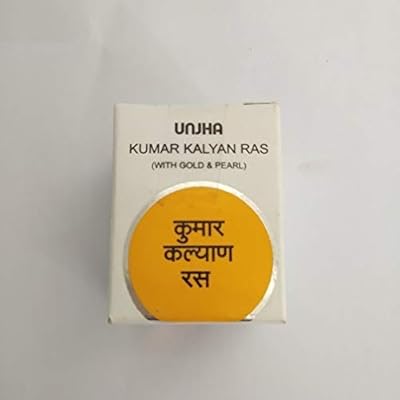 UNJHA
KUMAR KALYAN RAS
(WITH GOLD & PEARL)
कुमार
कल्याण
रस